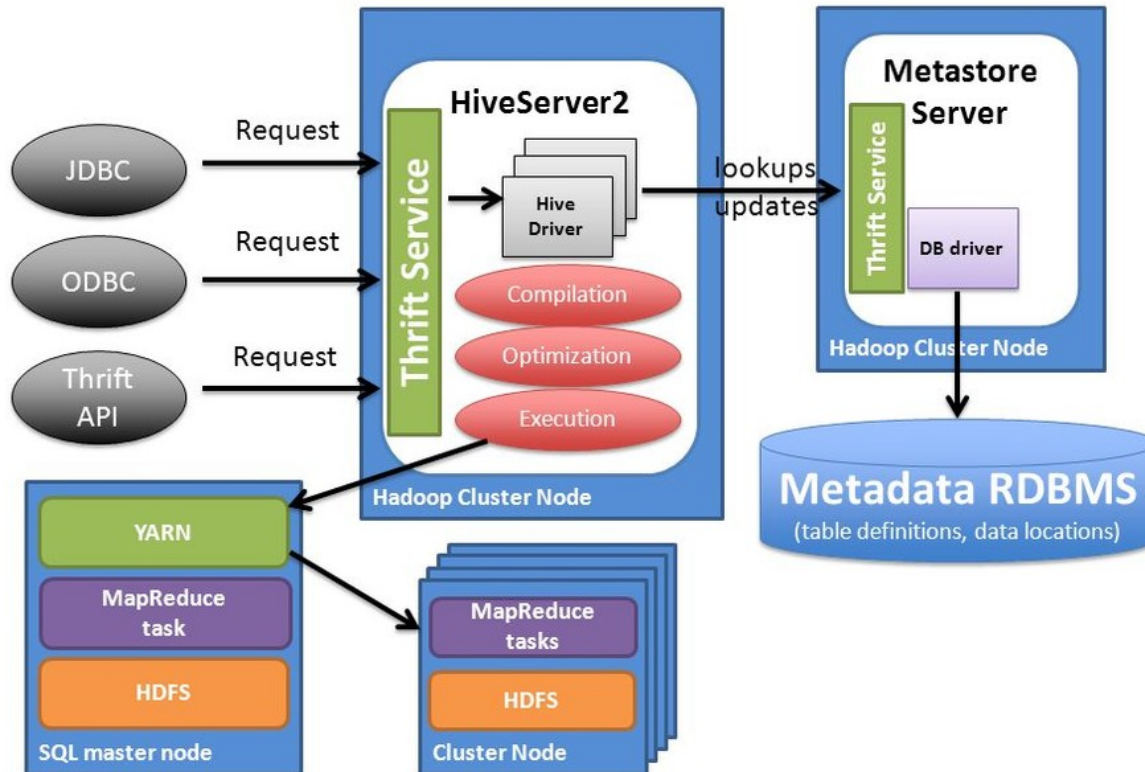 JDBC
Request
ODBC
Request
Thrift
API
Request
HiveServer2
Thrift Service
Hive
Driver
Compilation
Optimization
Execution
Hadoop Cluster Node
lookups
updates
Metastore
Server
Thrift Service
DB driver
Hadoop Cluster Node
Metadata RDBMS
(table definitions, data locations)
YARN
MapReduce
task
HDFS
SQL master node
MapReduce
tasks
HDFS
Cluster Node